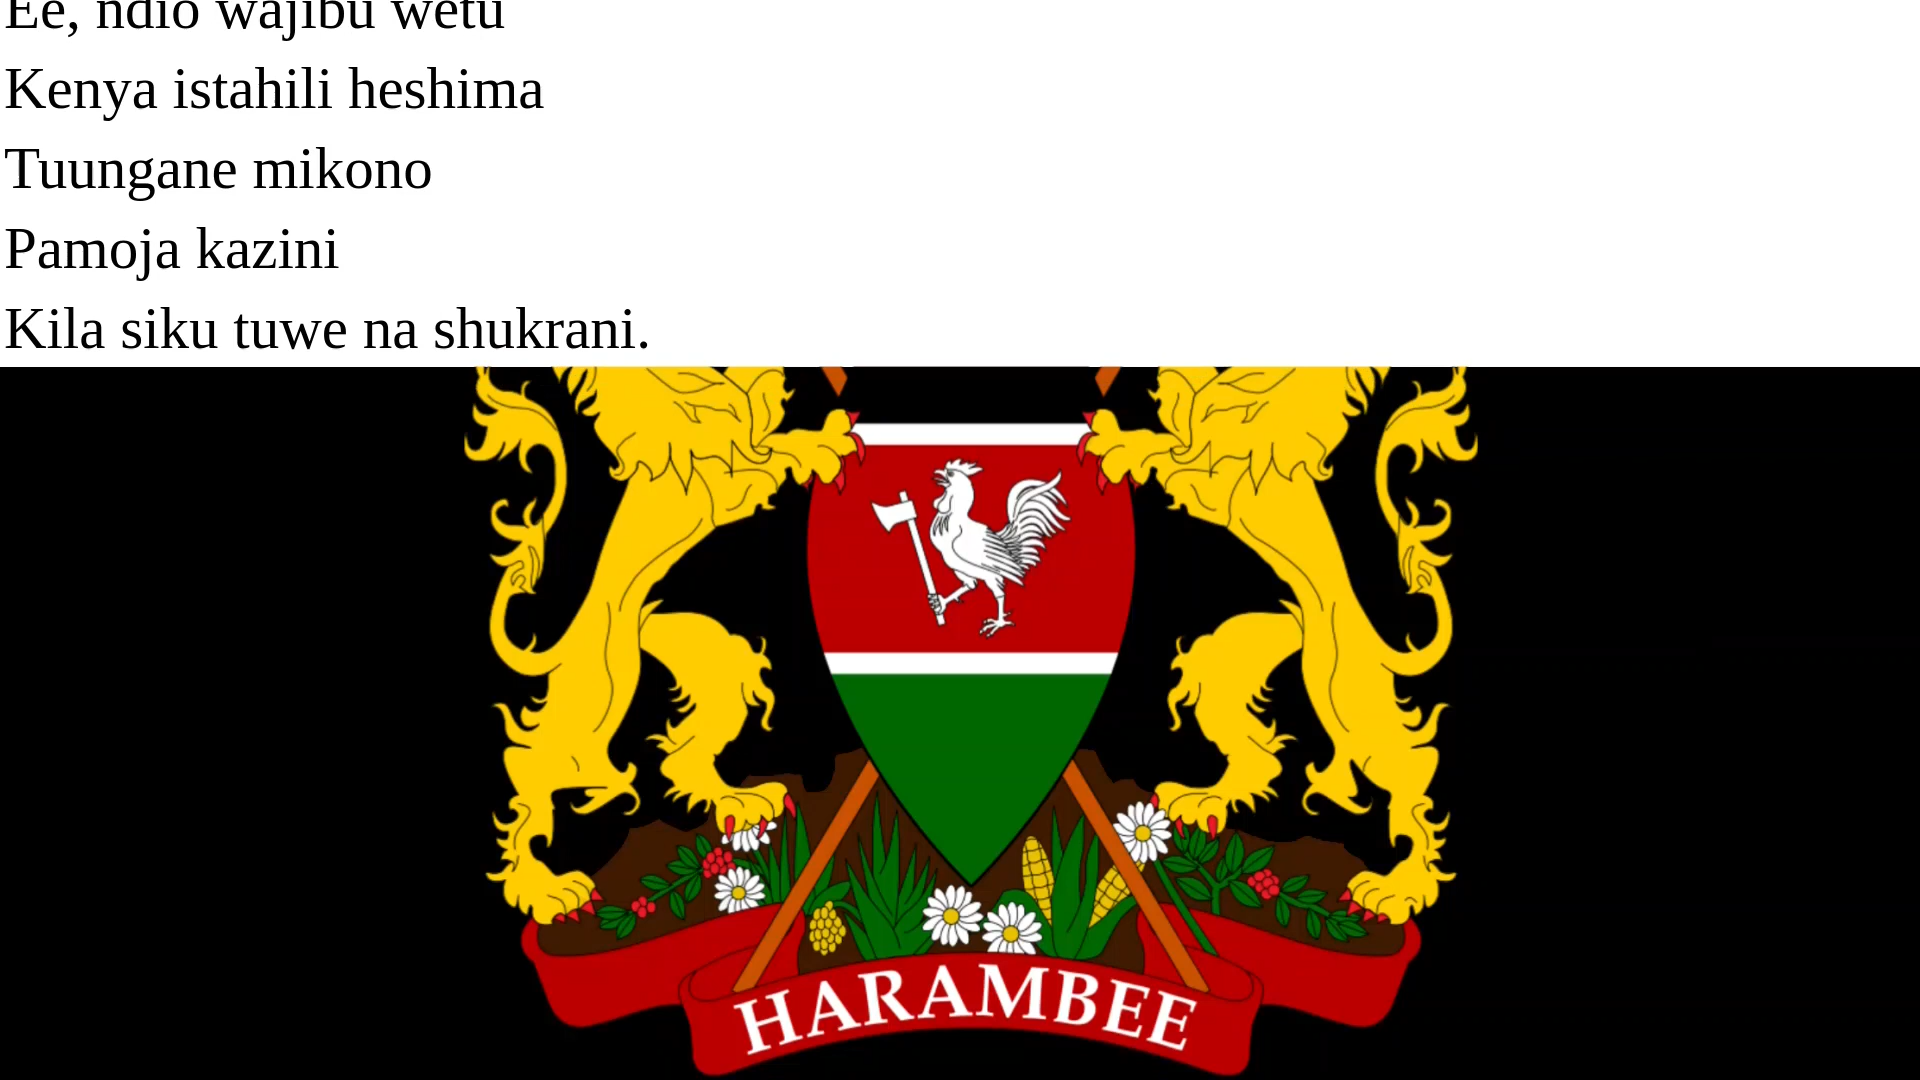 Ee, ndio wajibu wetu
Kenya istahili heshima
Tuungane mikono
Pamoja kazini
Kila siku tuwe na shukrani.
HARAMBEE